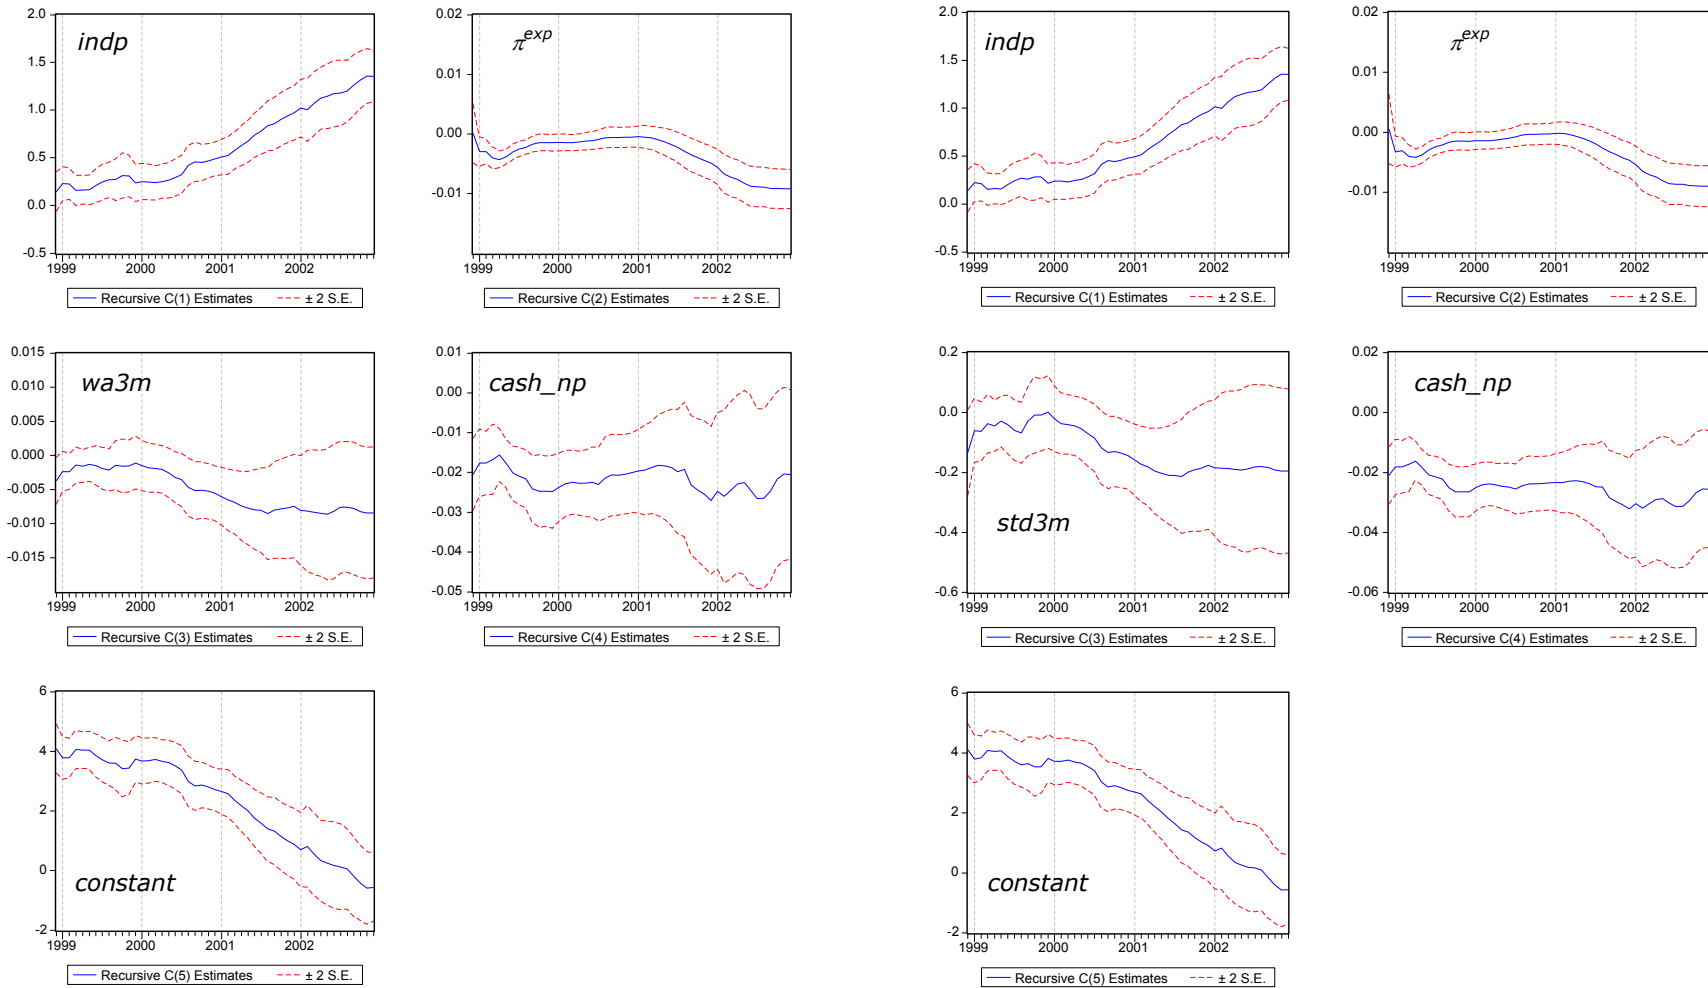 indp
2.0
1.5
1.0
0.5
0.0
-0.5
1999 2000 2001 2002
Recursive C(1) Estimates ± 2 S.E.
π^exp
0.02
0.01
0.00
-0.01
1999 2000 2001 2002
Recursive C(2) Estimates ± 2 S.E.
indp
2.0
1.5
1.0
0.5
0.0
-0.5
1999 2000 2001 2002
Recursive C(1) Estimates ± 2 S.E.
π^exp
0.02
0.01
0.00
-0.01
1999 2000 2001 2002
Recursive C(2) Estimates ± 2 S.E.
wa3m
0.015
0.010
0.005
0.000
-0.005
-0.010
-0.015
1999 2000 2001 2002
Recursive C(3) Estimates ± 2 S.E.
cash_np
0.01
0.00
-0.01
-0.02
-0.03
-0.04
-0.05
1999 2000 2001 2002
Recursive C(4) Estimates ± 2 S.E.
0.2
0.0
-0.2
-0.4
-0.6
std3m
1999 2000 2001 2002
Recursive C(3) Estimates ± 2 S.E.
cash_np
0.02
0.00
-0.02
-0.04
-0.06
1999 2000 2001 2002
Recursive C(4) Estimates ± 2 S.E.
6
4
2
0
-2
constant
1999 2000 2001 2002
Recursive C(5) Estimates ± 2 S.E.
6
4
2
0
-2
constant
1999 2000 2001 2002
Recursive C(5) Estimates ± 2 S.E.